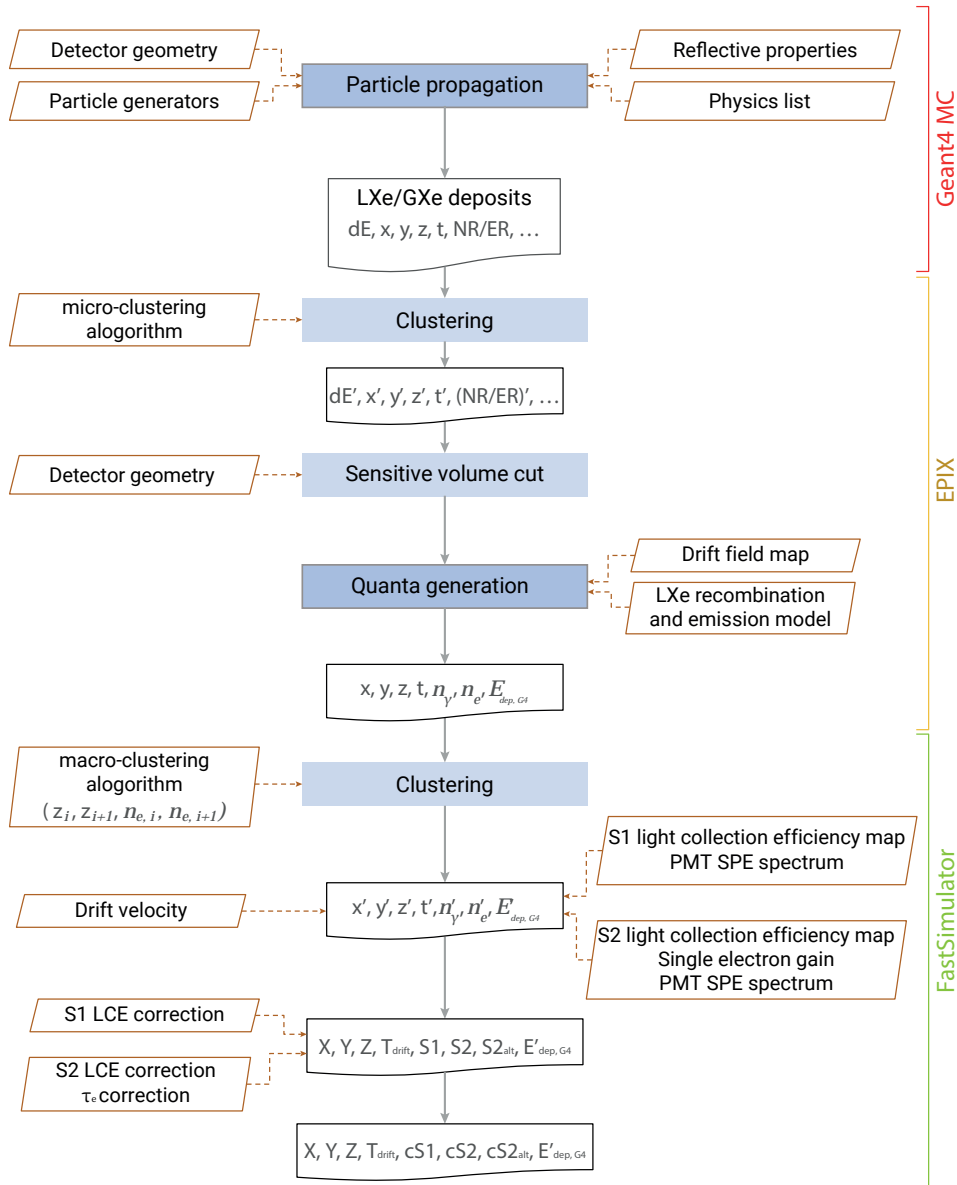 Detector geometry
Particle generators
Particle propagation
Reflective properties
Physics list
Geant4 MC
LXe/GXe deposits
dE, x, y, z, t, NR/ER, ...
micro-clustering
alogorithm
Clustering
dE′, x′, y′, z′, t′, (NR/ER)′, ...
Detector geometry
Sensitive volume cut
EPIX
Drift field map
Quanta generation
LXe recombination
and emission model
x, y, z, t, nγ, ne, Edep, G4
macro-clustering
alogorithm
(zi, zi+1, ne, i, ne, i+1)
Clustering
S1 light collection efficiency map
PMT SPE spectrum
Drift velocity
x′, y′, z′, t′, n′γ, n′e, E′dep, G4
S2 light collection efficiency map
Single electron gain
PMT SPE spectrum
FastSimulator
S1 LCE correction
X, Y, Z, Tdrift, S1, S2, S2alt, E′dep, G4
S2 LCE correction
τe correction
X, Y, Z, Tdrift, cS1, cS2, cS2alt, E′dep, G4